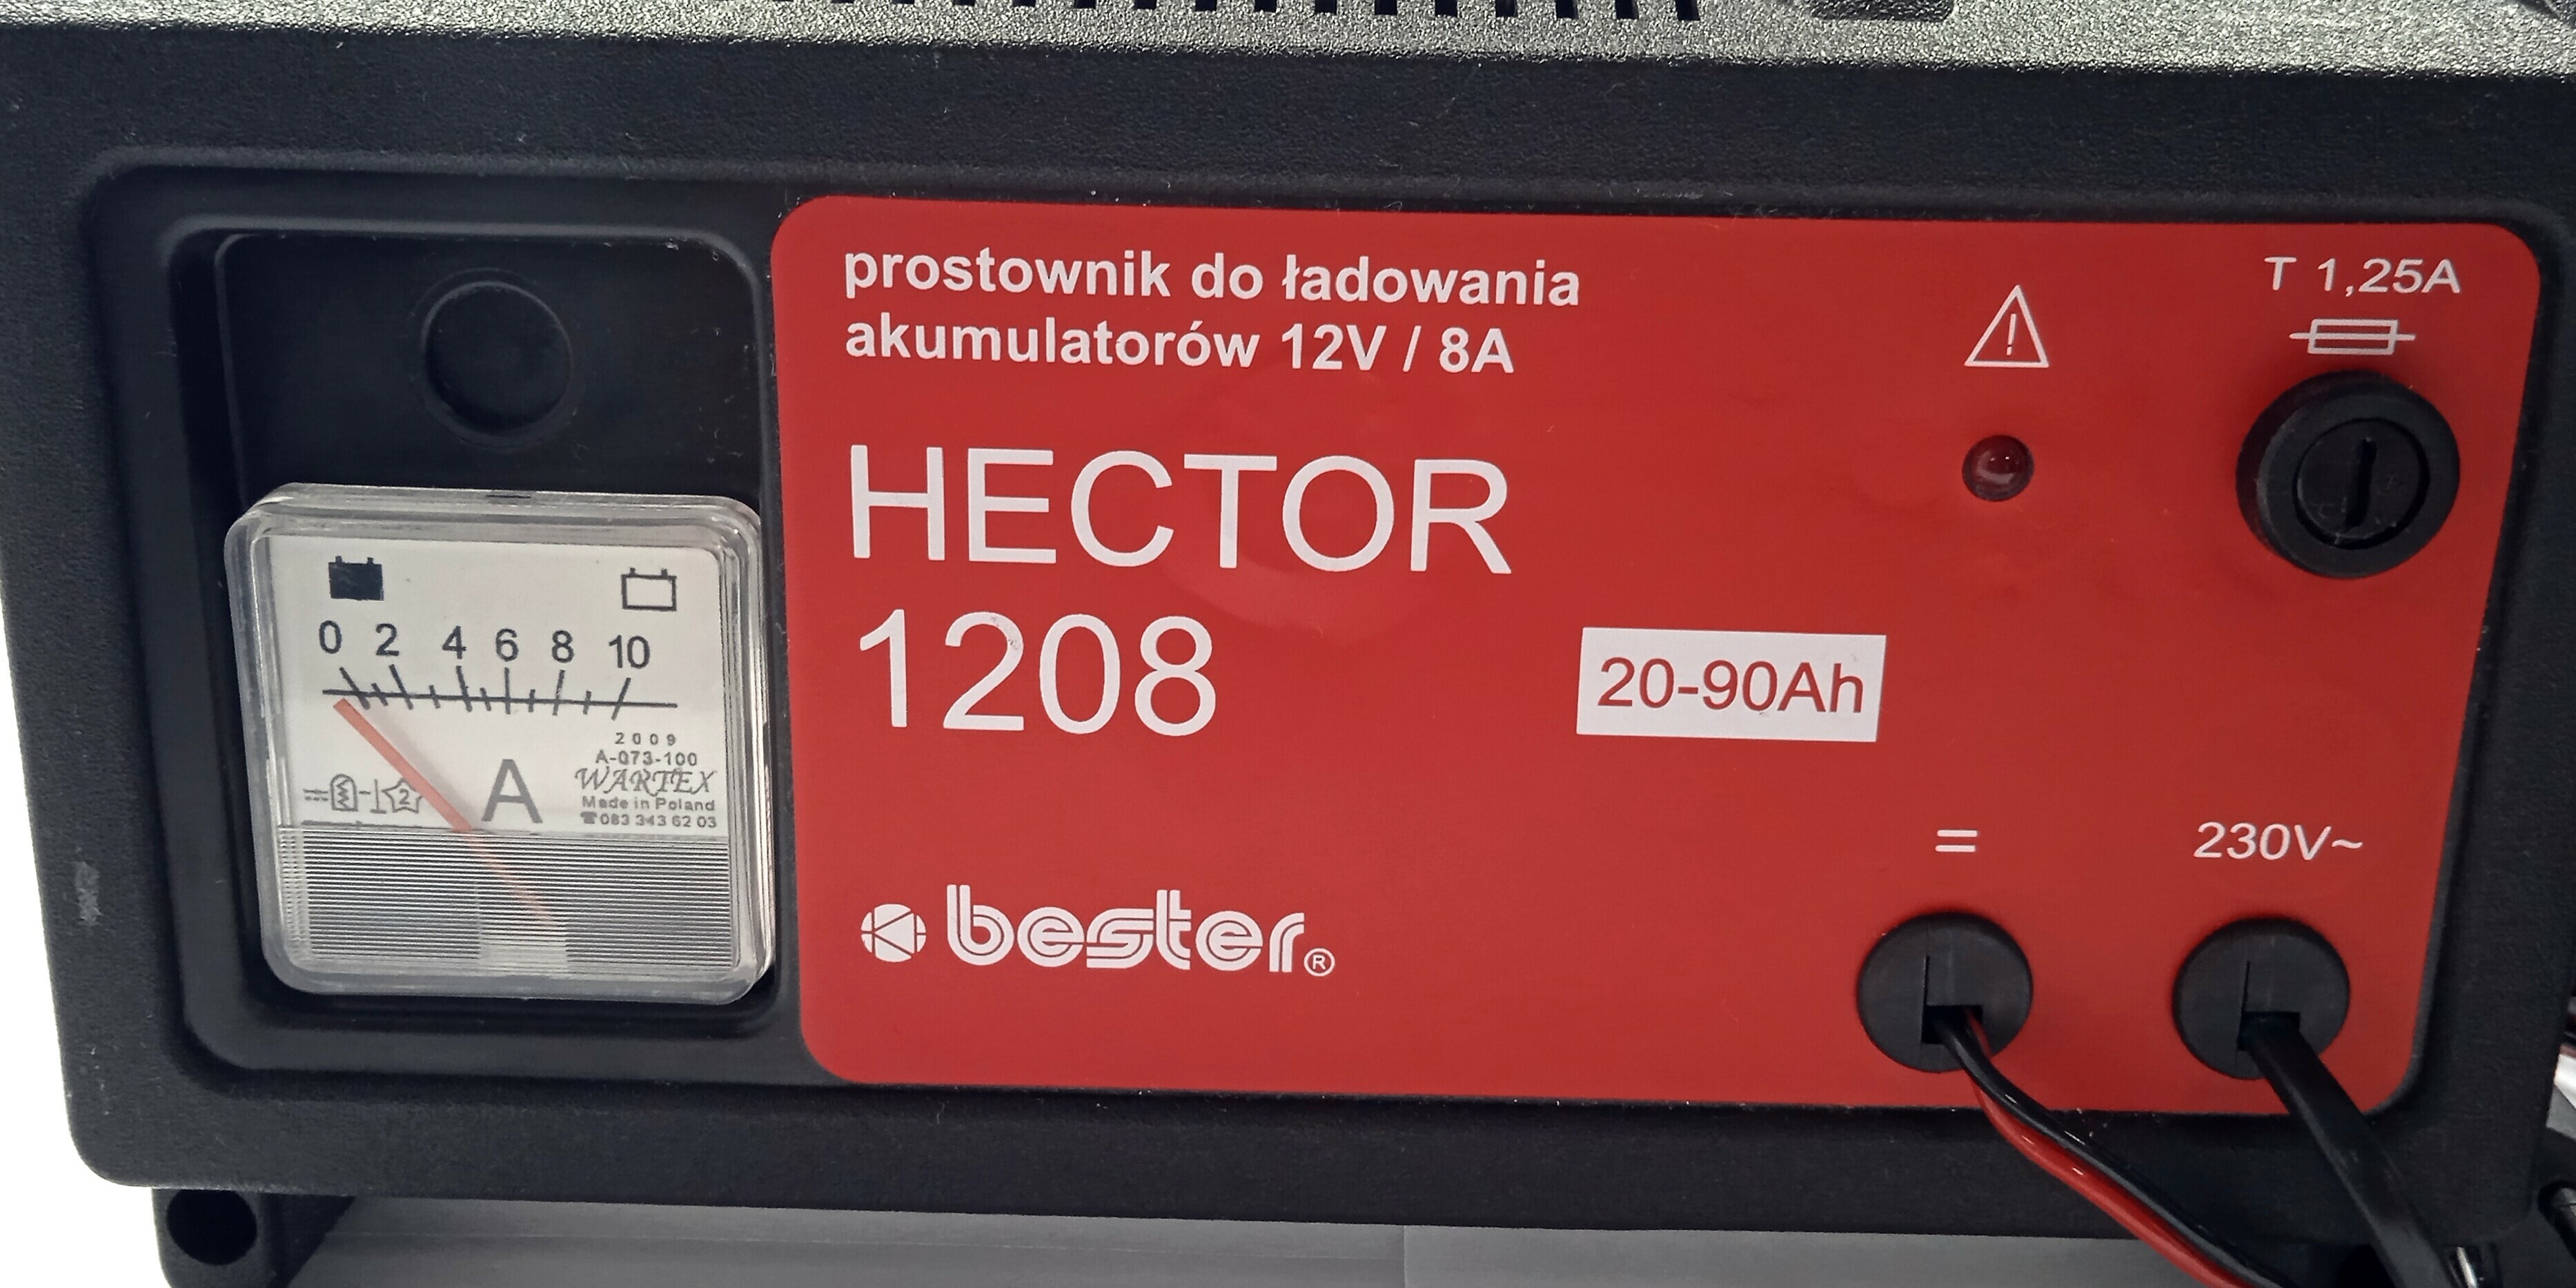 prostownik do ładowania
akumulatorów 12V / 8A
HECTOR
1208
20-90Ah
bester®
T 1,25A
=
230V~
0 2 4 6 8 10
2009
A-073-100
WARTEX
Made in Poland
☎083 343 62 03
A
2